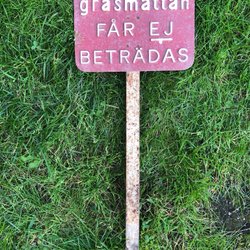 gräsmattan
FÅR EJ
BETRÄDAS